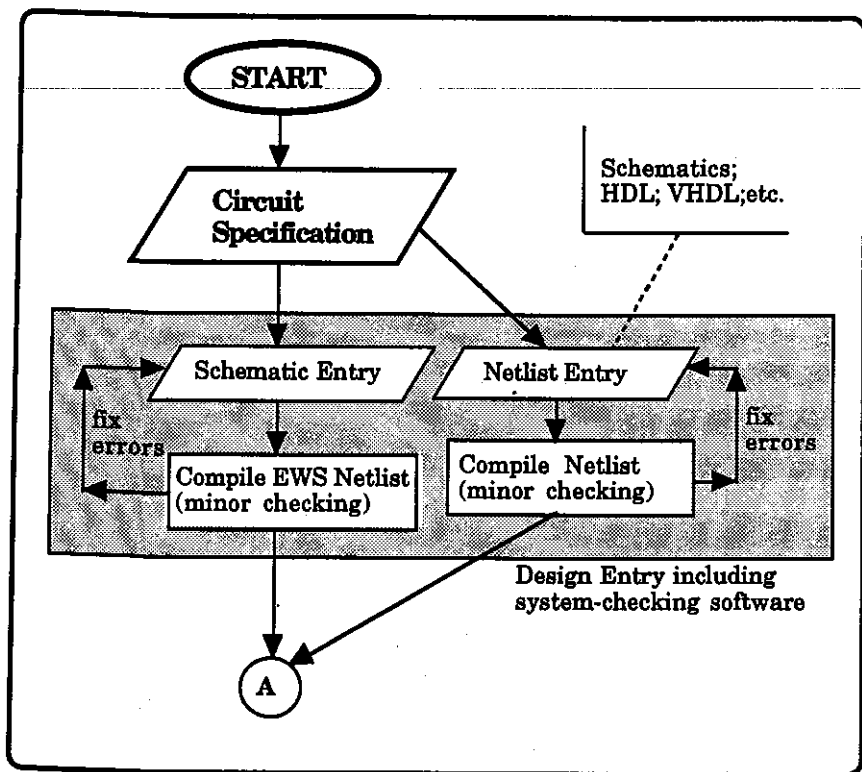 START
Circuit
Specification
Schematics;
HDL; VHDL;etc.
Schematic Entry
Netlist Entry
fix
errors
fix
errors
Compile EWS Netlist
(minor checking)
Compile Netlist
(minor checking)
Design Entry including
system-checking software
A